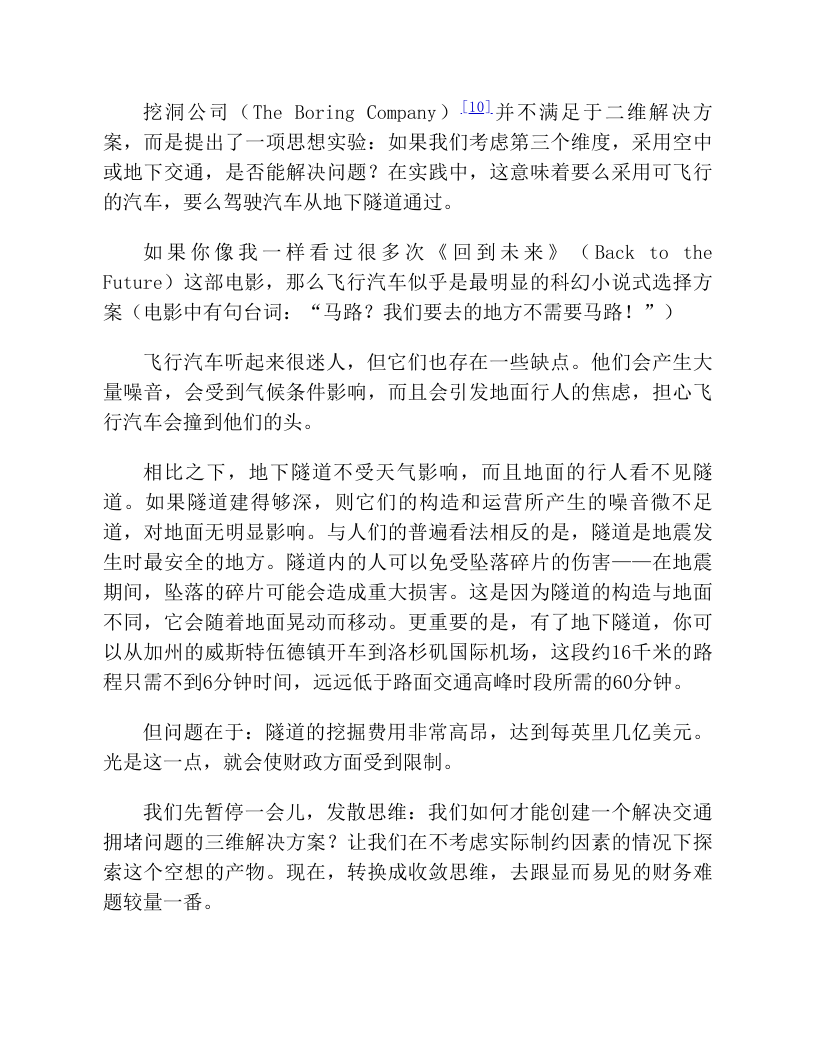 挖洞公司（The Boring Company）[10]并不满足于二维解决方
案，而是提出了一项思想实验：如果我们考虑第三个维度，采用空中
或地下交通，是否能解决问题？在实践中，这意味着要么采用可飞行
的汽车，要么驾驶汽车从地下隧道通过。
如果你像我一样看过很多次《回到未来》（Back to the
Future）这部电影，那么飞行汽车似乎是最明显的科幻小说式选择方
案（电影中有句台词：“马路？我们要去的地方不需要马路！”）
飞行汽车听起来很迷人，但它们也存在一些缺点。他们会产生大
量噪音，会受到气候条件影响，而且会引发地面行人的焦虑，担心飞
行汽车会撞到他们的头。
相比之下，地下隧道不受天气影响，而且地面的行人看不见隧
道。如果隧道建得够深，则它们的构造和运营所产生的噪音微不足
道，对地面无明显影响。与人们的普遍看法相反的是，隧道是地震发
生时最安全的地方。隧道内的人可以免受坠落碎片的伤害——在地震
期间，坠落的碎片可能会造成重大损害。这是因为隧道的构造与地面
不同，它会随着地面晃动而移动。更重要的是，有了地下隧道，你可
以从加州的威斯特伍德镇开车到洛杉矶国际机场，这段约16千米的路
程只需不到6分钟时间，远远低于路面交通高峰时段所需的60分钟。
但问题在于：隧道的挖掘费用非常高昂，达到每英里几亿美元。
光是这一点，就会使财政方面受到限制。
我们先暂停一会儿，发散思维：我们如何才能创建一个解决交通
拥堵问题的三维解决方案？让我们在不考虑实际制约因素的情况下探
索这个空想的产物。现在，转换成收敛思维，去跟显而易见的财务难
题较量一番。